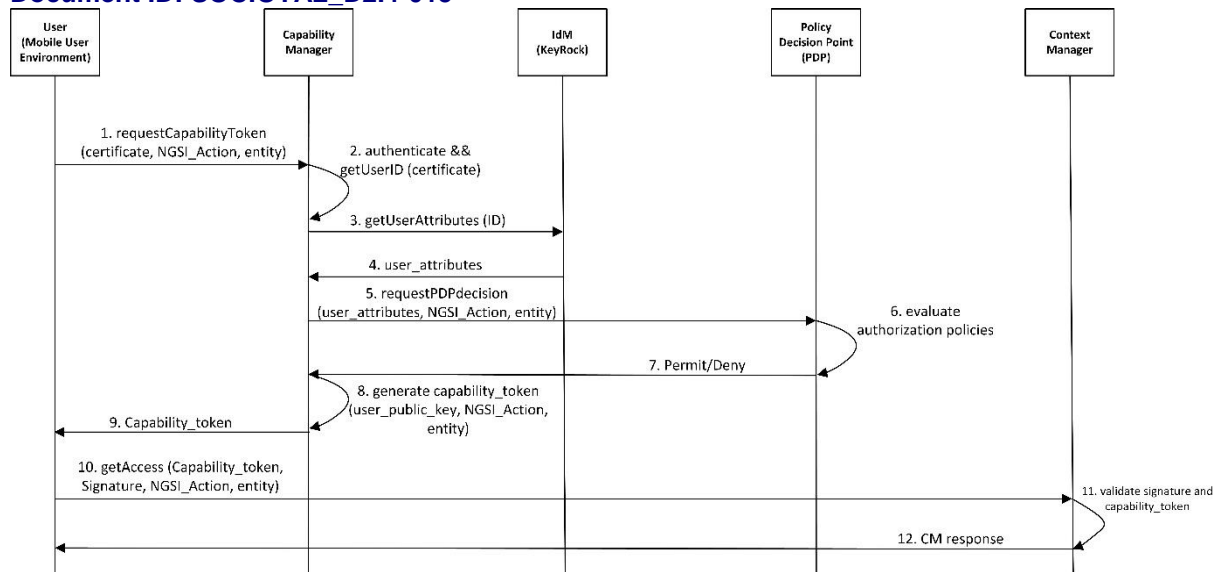 User
(Mobile User
Environment)
Capability
Manager
IdM
(KeyRock)
Policy
Decision Point
(PDP)
Context
Manager
1. requestCapabilityToken
(certificate, NGSI_Action, entity)
2. authenticate &&
getUserID (certificate)
3. getUserAttributes (ID)
4. user_attributes
5. requestPDPdecision
(user_attributes, NGSI_Action, entity)
6. evaluate
authorization policies
7. Permit/Deny
8. generate capability_token
(user_public_key, NGSI_Action,
entity)
9. Capability_token
10. getAccess (Capability_token,
Signature, NGSI_Action, entity)
11. validate signature and
capability_token
12. CM response